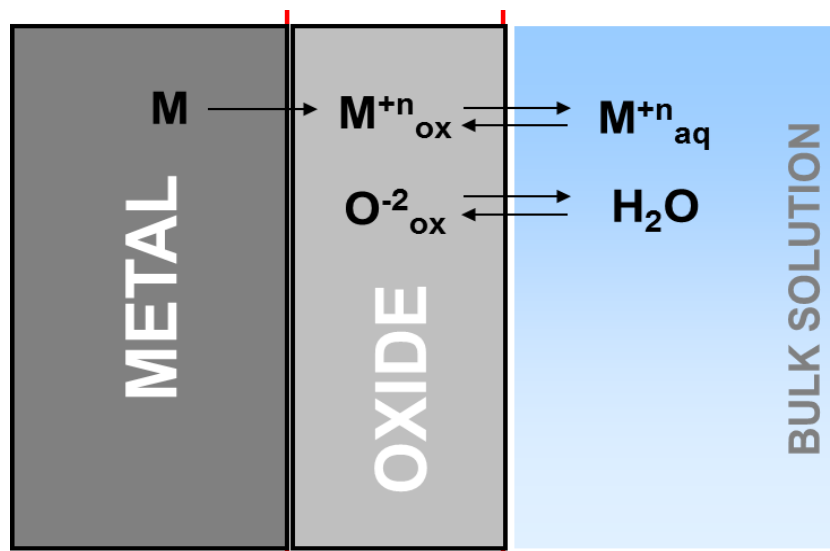 M
M+nox
M+naq
O-2ox
H2O
METAL
OXIDE
BULK SOLUTION